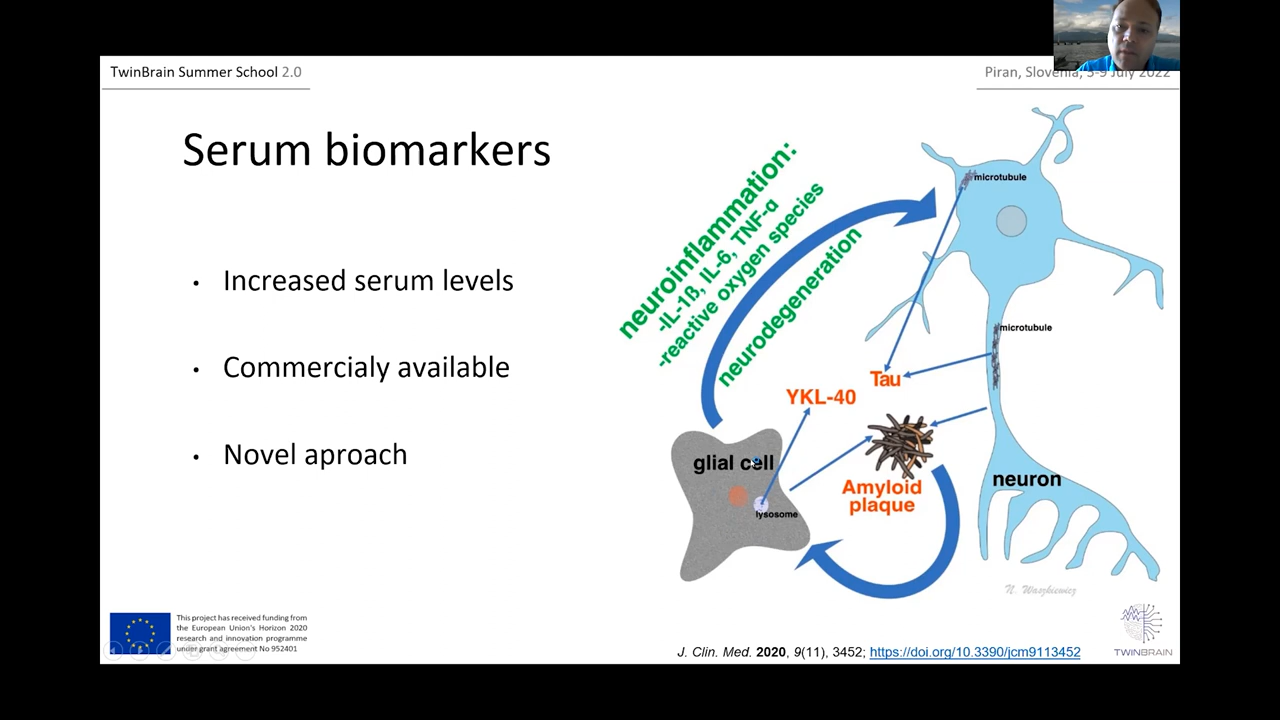 TwinBrain Summer School 2.0
Piran, Slovenia, 5-9 July 2022
Serum biomarkers
• Increased serum levels
• Commercialy available
• Novel aproach
neuroinflammation:
-IL-1ß, IL-6, TNF-α
-reactive oxygen species
neurodegeneration
microtubule
microtubule
Tau
YKL-40
glial cell
lysosome
Amyloid
plaque
neuron
N. Waszkiewicz
This project has received funding from
the European Union's Horizon 2020
research and innovation programme
under grant agreement No 952401
J. Clin. Med. 2020, 9(11), 3452; https://doi.org/10.3390/jcm9113452
TWINBRAIN